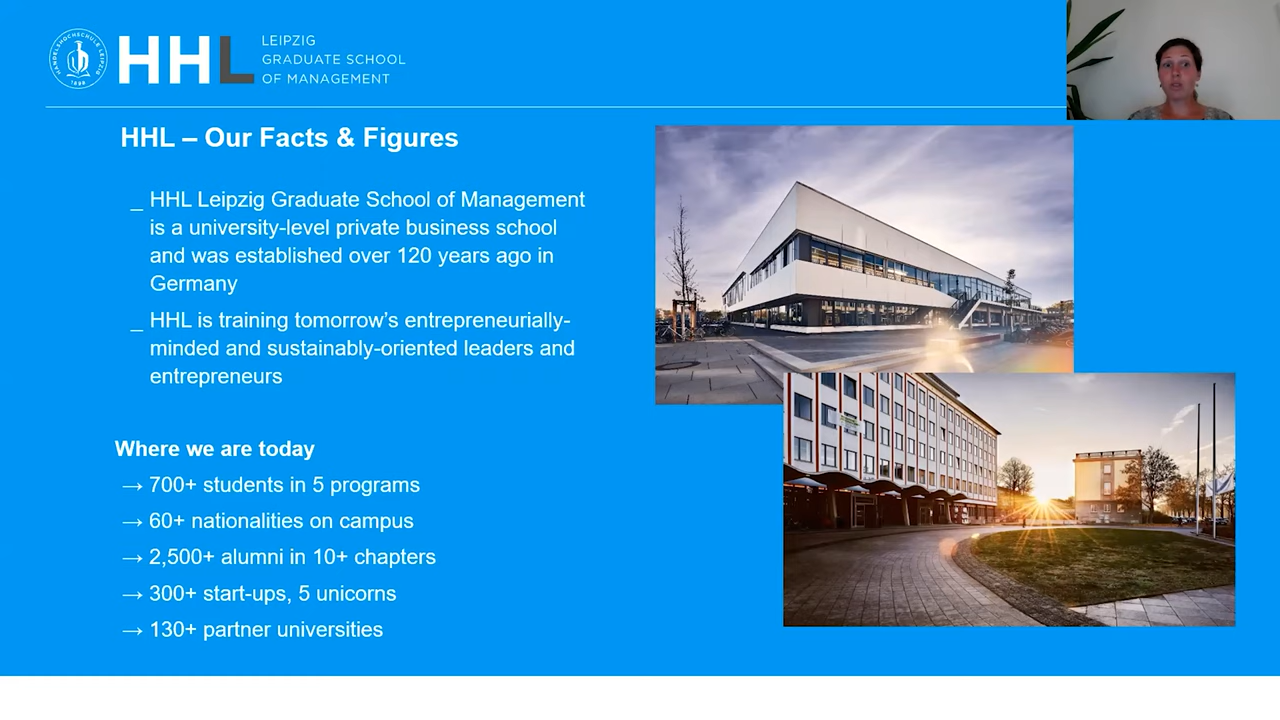 HANDELSHOCHSCHULE LEIPZIG
1898
HHL
LEIPZIG
GRADUATE SCHOOL
OF MANAGEMENT
HHL – Our Facts & Figures
_ HHL Leipzig Graduate School of Management
is a university-level private business school
and was established over 120 years ago in
Germany
_ HHL is training tomorrow’s entrepreneurially-
minded and sustainably-oriented leaders and
entrepreneurs
Where we are today
→ 700+ students in 5 programs
→ 60+ nationalities on campus
→ 2,500+ alumni in 10+ chapters
→ 300+ start-ups, 5 unicorns
→ 130+ partner universities